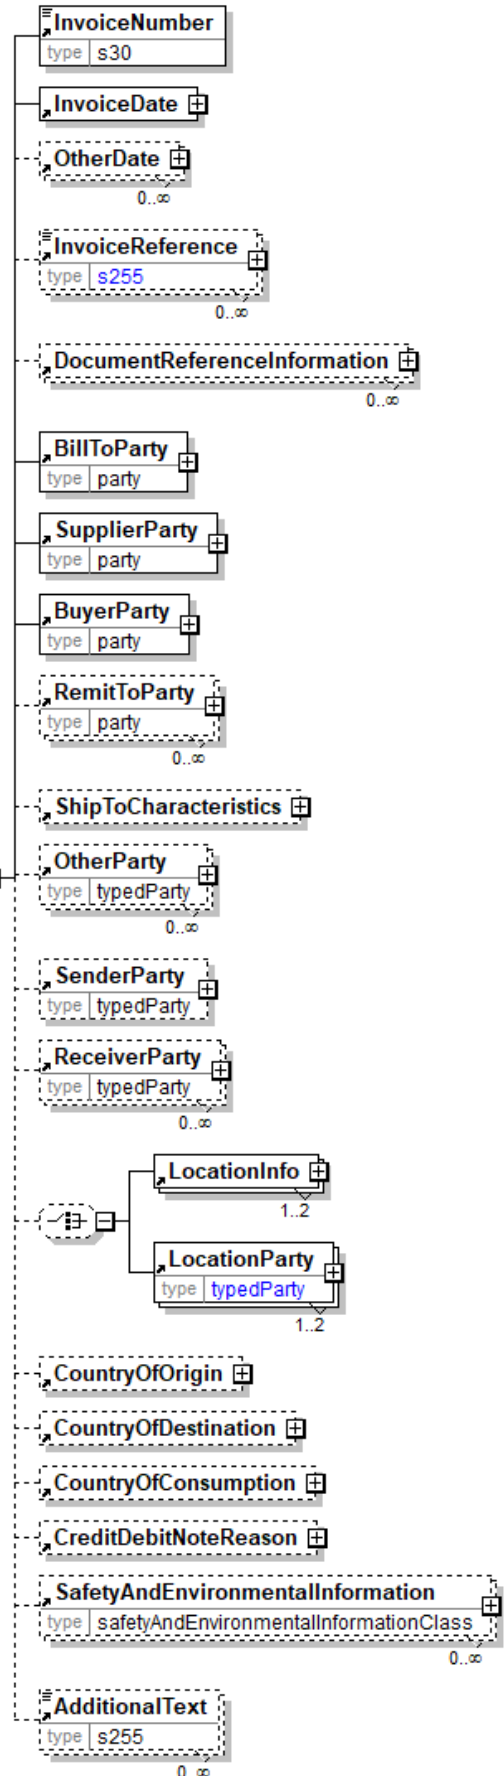 InvoiceNumber
type s30
InvoiceDate
OtherDate
0..∞
InvoiceReference
type s255
0..∞
DocumentReferenceInformation
0..∞
BillToParty
type party
SupplierParty
type party
BuyerParty
type party
RemitToParty
type party
0..∞
ShipToCharacteristics
OtherParty
type typedParty
0..∞
SenderParty
type typedParty
ReceiverParty
type typedParty
0..∞
LocationInfo
1..2
LocationParty
type typedParty
1..2
CountryOfOrigin
CountryOfDestination
CountryOfConsumption
CreditDebitNoteReason
SafetyAndEnvironmentalInformation
type safetyAndEnvironmentalInformationClass
0..∞
AdditionalText
type s255
0..∞